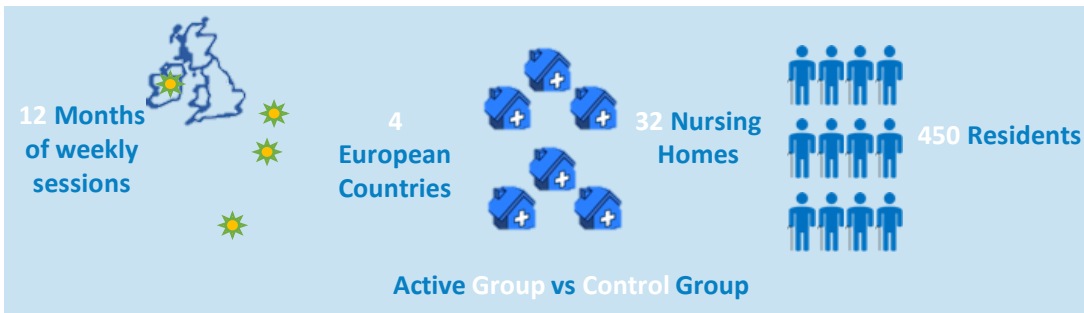 12 Months
of weekly
sessions
4
European
Countries
32 Nursing
Homes
450 Residents
Active Group vs Control Group